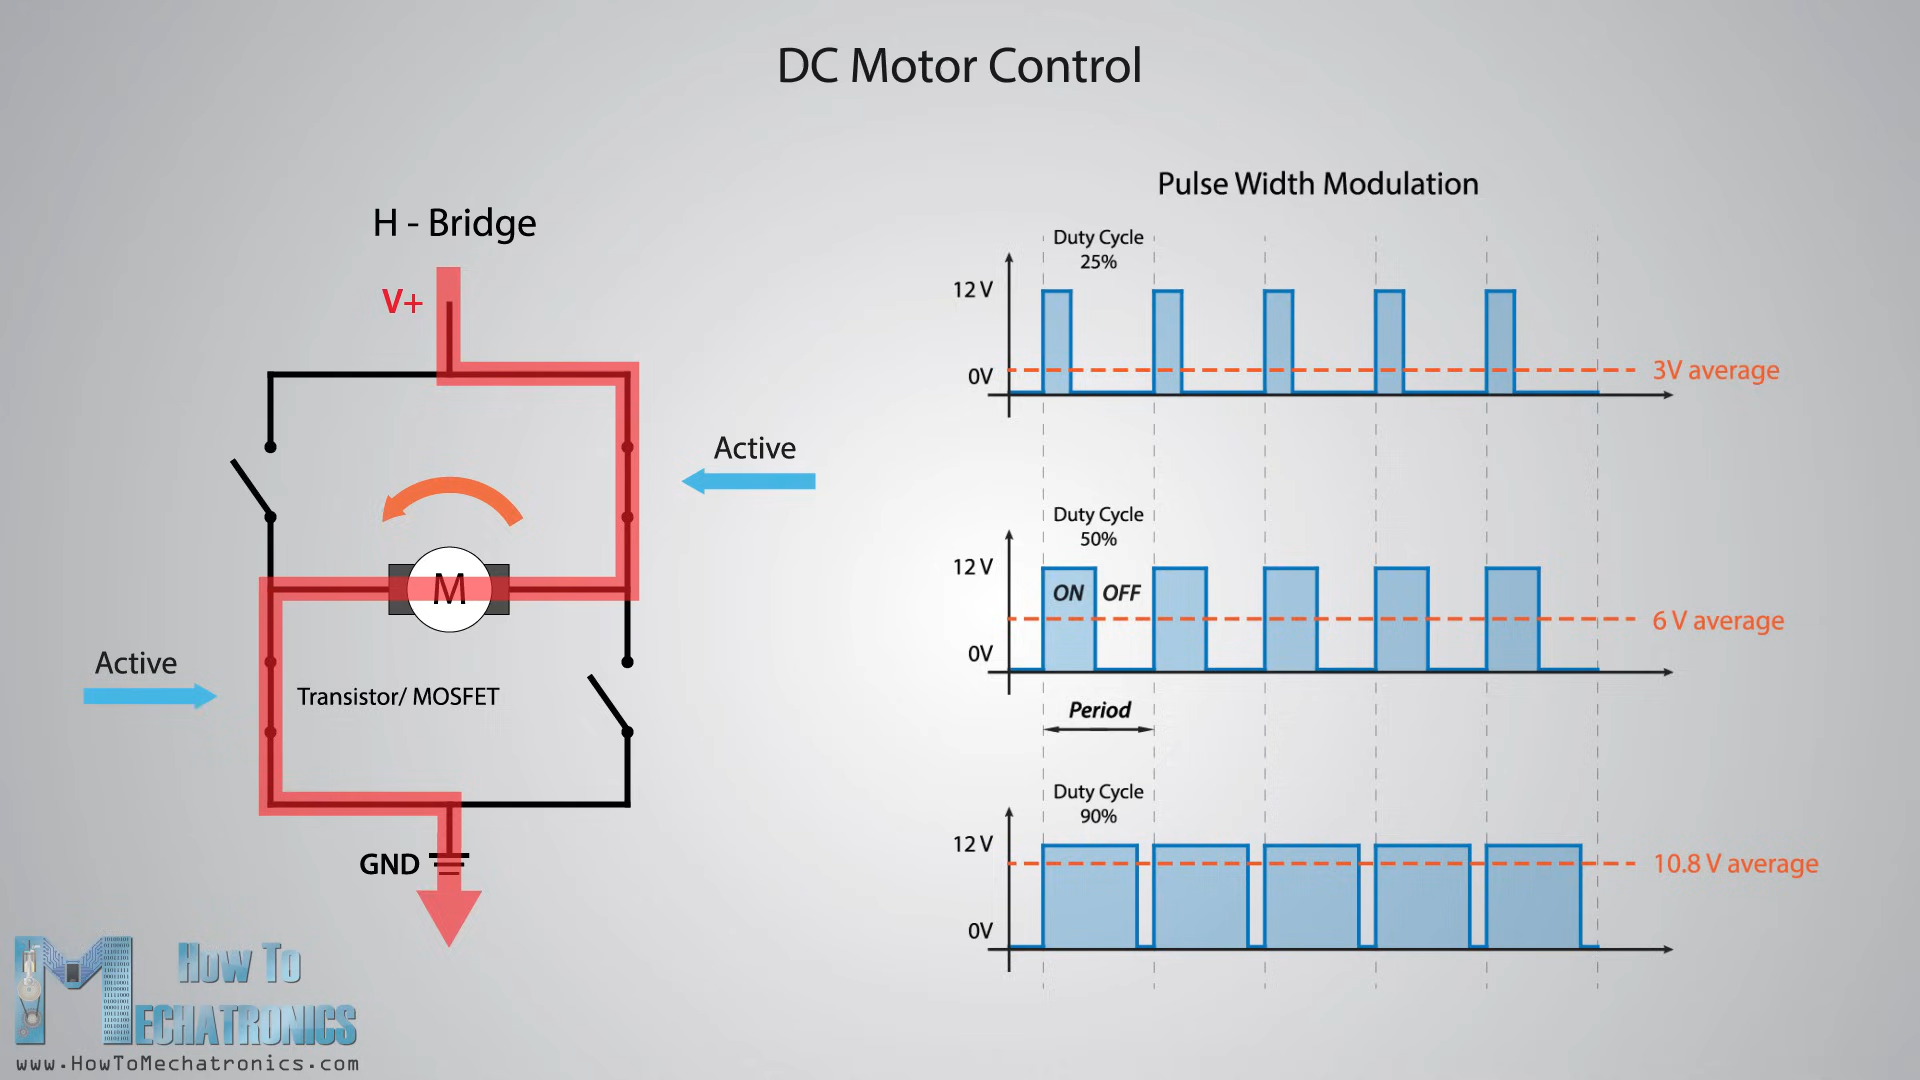 DC Motor Control
H - Bridge
V+
Active
M
Active
Transistor/ MOSFET
GND
Pulse Width Modulation
Duty Cycle
25%
12 V
0V
3V average
Duty Cycle
50%
12 V
ON OFF
0V
6 V average
Period
Duty Cycle
90%
12 V
0V
10.8 V average
How To
MECHATRONICS
www.HowToMechatronics.com